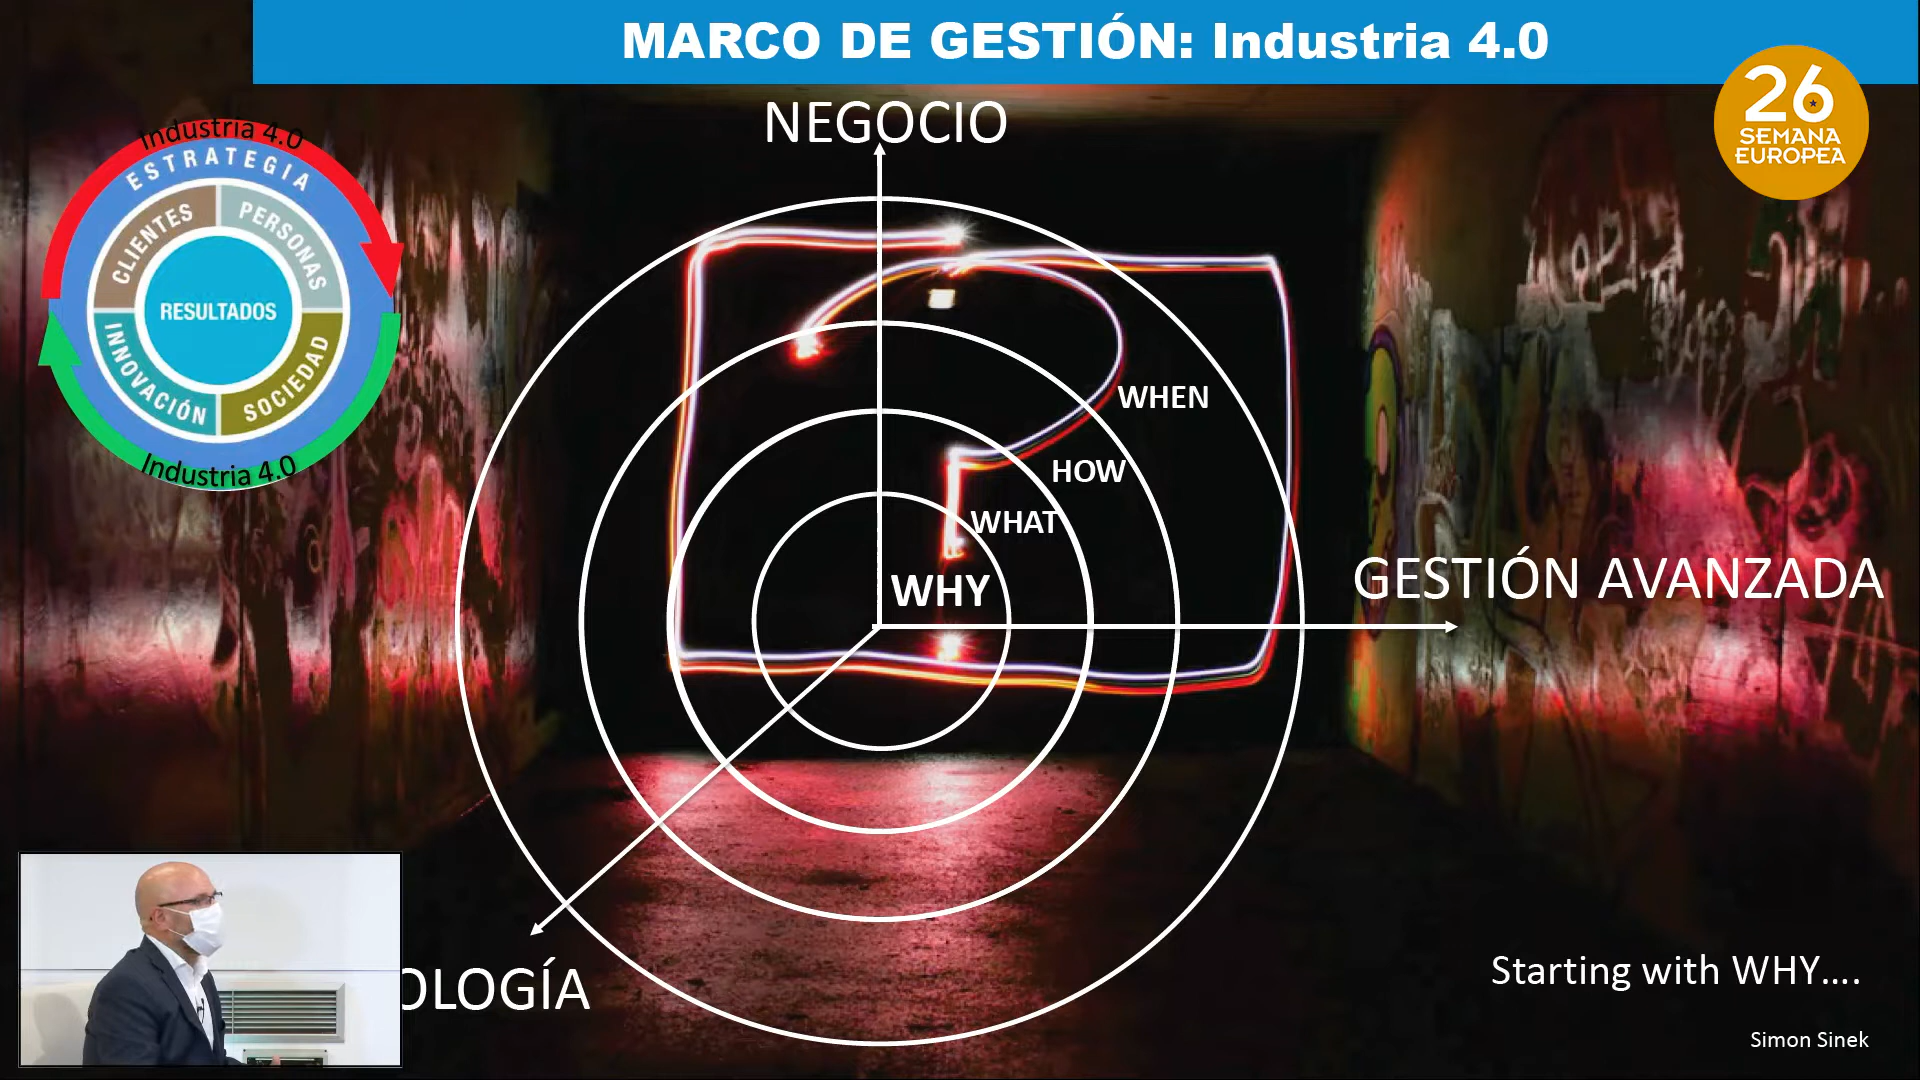 MARCO DE GESTIÓN: Industria 4.0
26
SEMANA
EUROPEA
NEGOCIO
Industria 4.0
ESTRATEGIA
CLIENTES
PERSONAS
RESULTADOS
INNOVACIÓN
SOCIEDAD
Industria 4.0
WHEN
HOW
WHAT
WHY
GESTIÓN AVANZADA
OLOGÍA
Starting with WHY....
Simon Sinek